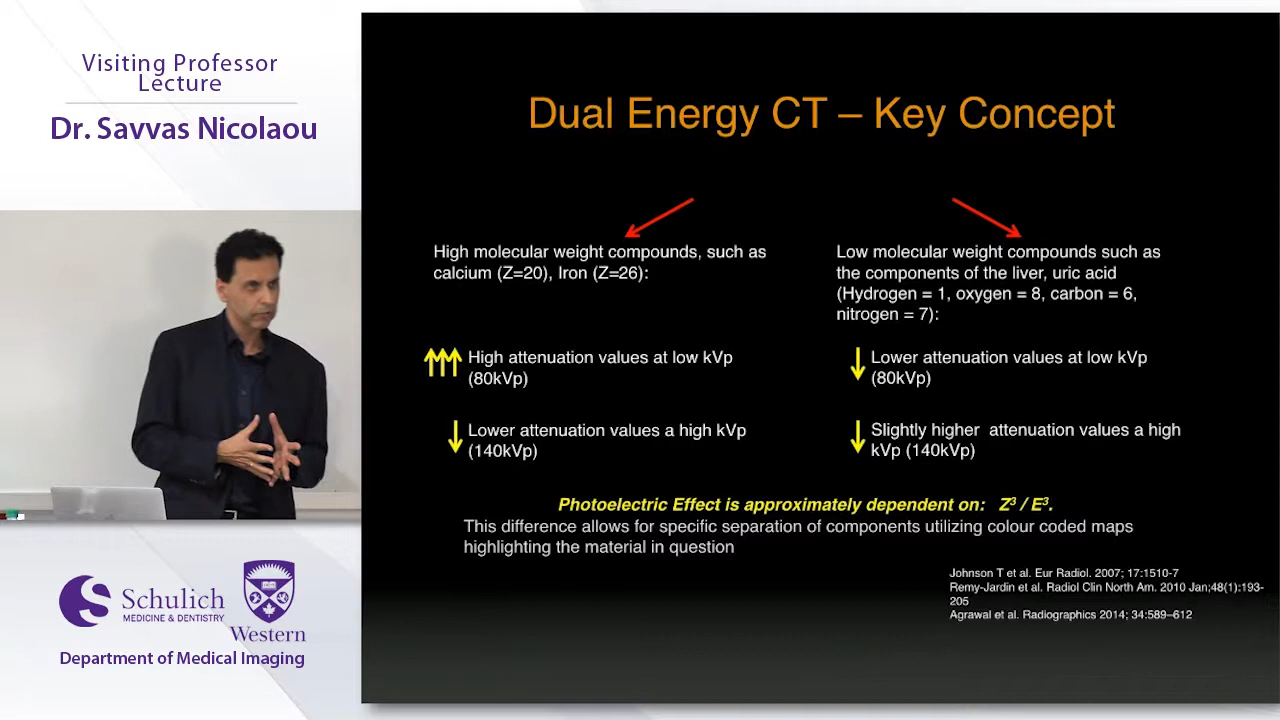 Visiting Professor
Lecture
Dr. Savvas Nicolaou
Schulich
MEDICINE & DENTISTRY
Western
Department of Medical Imaging
Dual Energy CT – Key Concept
High molecular weight compounds, such as
calcium (Z=20), Iron (Z=26):
High attenuation values at low kVp
(80kVp)
Lower attenuation values a high kVp
(140kVp)
Low molecular weight compounds such as
the components of the liver, uric acid
(Hydrogen = 1, oxygen = 8, carbon = 6,
nitrogen = 7):
Lower attenuation values at low kVp
(80kVp)
Slightly higher  attenuation values a high
kVp (140kVp)
Photoelectric Effect is approximately dependent on:   Z³ / E³.
This difference allows for specific separation of components utilizing colour coded maps
highlighting the material in question
Johnson T et al. Eur Radiol. 2007; 17:1510-7
Remy-Jardin et al. Radiol Clin North Am. 2010 Jan;48(1):193-
205
Agrawal et al. Radiographics 2014; 34:589–612